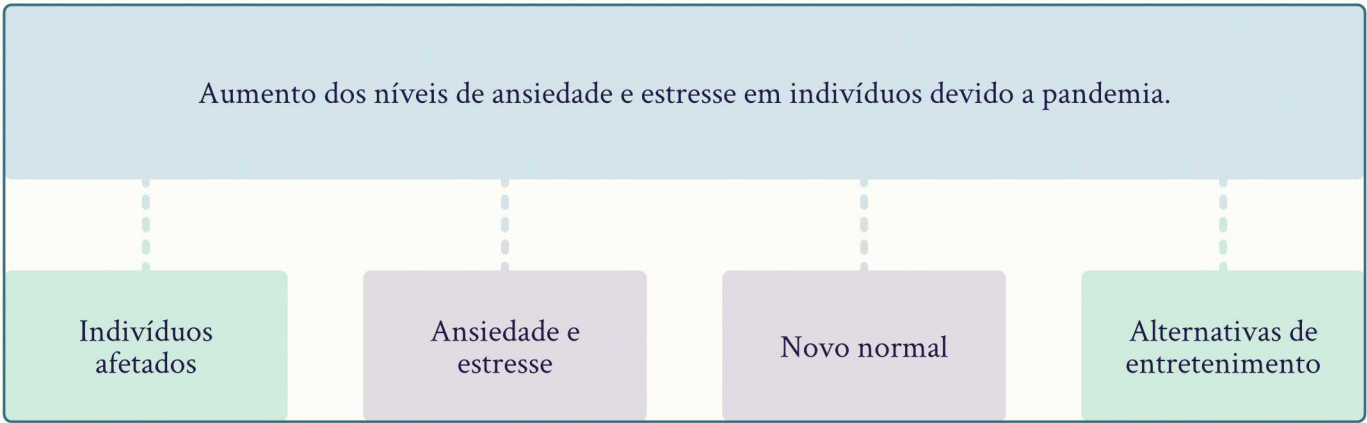 Aumento dos níveis de ansiedade e estresse em indivíduos devido a pandemia.
Indivíduos
afetados
Ansiedade e
estresse
Novo normal
Alternativas de
entretenimento